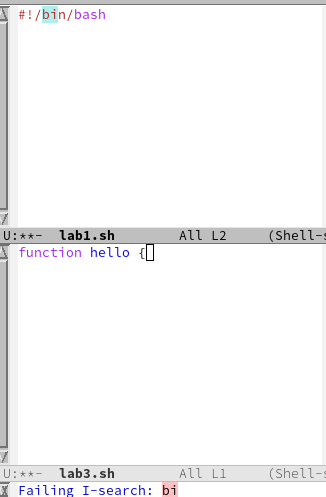 #!/bin/bash
U:**-  lab1.sh        All L2     (Shell-s
function hello {
U:**-  lab3.sh        All L1     (Shell-s
Failing I-search: bi